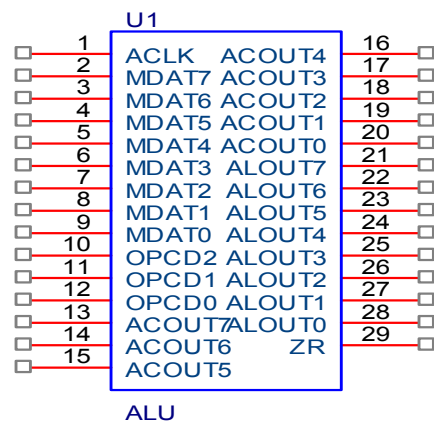 U1
1 ACLK ACOUT4 16
2 MDAT7 ACOUT3 17
3 MDAT6 ACOUT2 18
4 MDAT5 ACOUT1 19
5 MDAT4 ACOUT0 20
6 MDAT3 ALOUT7 21
7 MDAT2 ALOUT6 22
8 MDAT1 ALOUT5 23
9 MDAT0 ALOUT4 24
10 OPCD2 ALOUT3 25
11 OPCD1 ALOUT2 26
12 OPCD0 ALOUT1 27
13 ACOUT7 ALOUT0 28
14 ACOUT6 ZR 29
15 ACOUT5
ALU